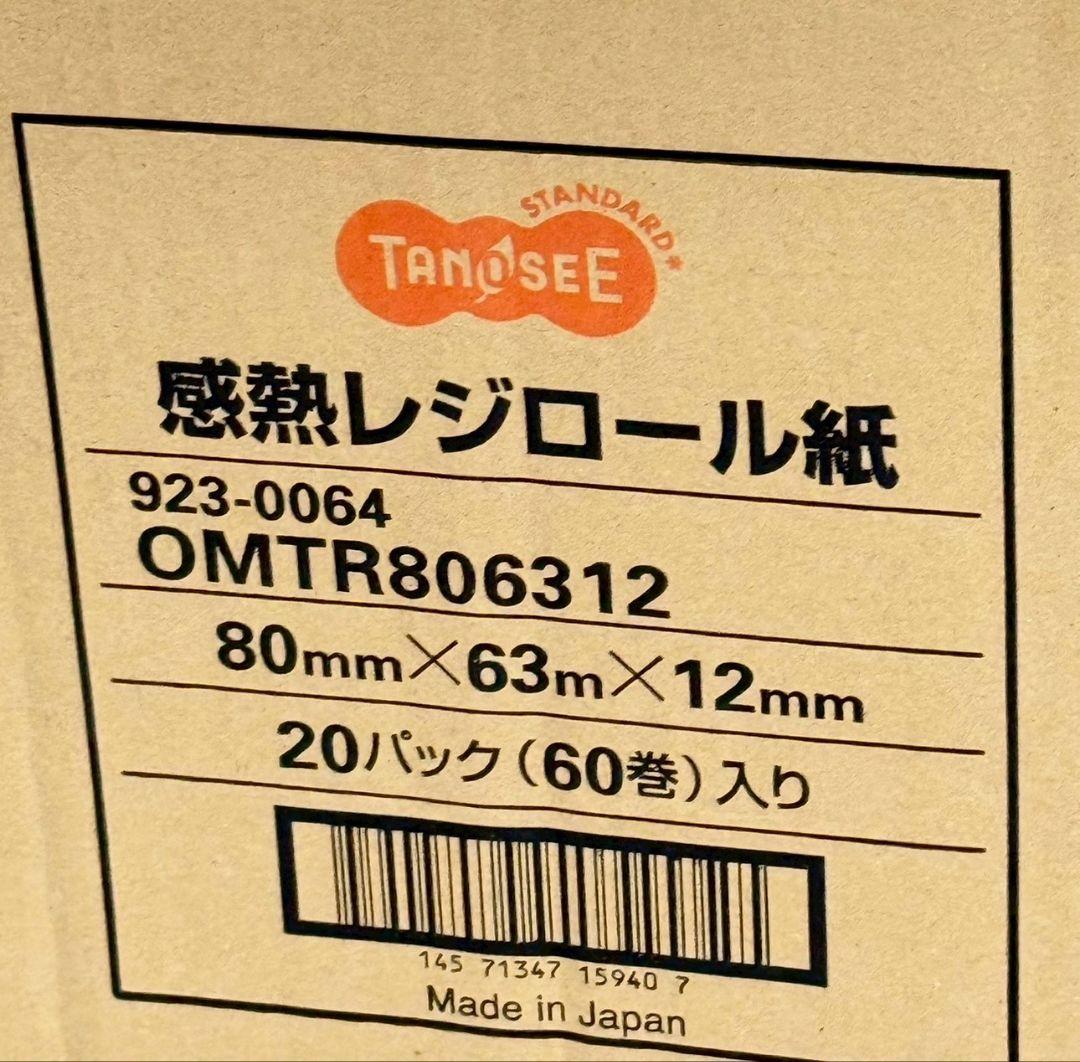 STANDARD*
TANOSEE
感熱レジロール紙
923-0064
OMTR806312
80mm×63m×12mm
20パック(60巻)入り
145 71347 15940 7
Made in Japan